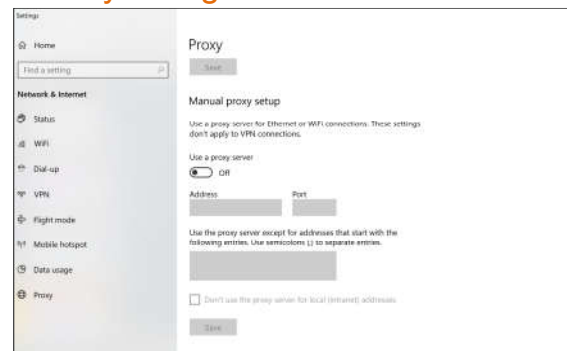 Settings
Home
Proxy
Save
Find a setting
Network & Internet
Manual proxy setup
Status
Use a proxy server for Ethernet or WiFi connections. These settings
don't apply to VPN connections.
WiFi
Use a proxy server
Dial-up
Off
VPN
Address Port
Flight mode
Use the proxy server except for addresses that start with the
following entries. Use semicolons (;) to separate entries.
Mobile hotspot
Data usage
Proxy
Don't use the proxy server for local (intranet) addresses
Save